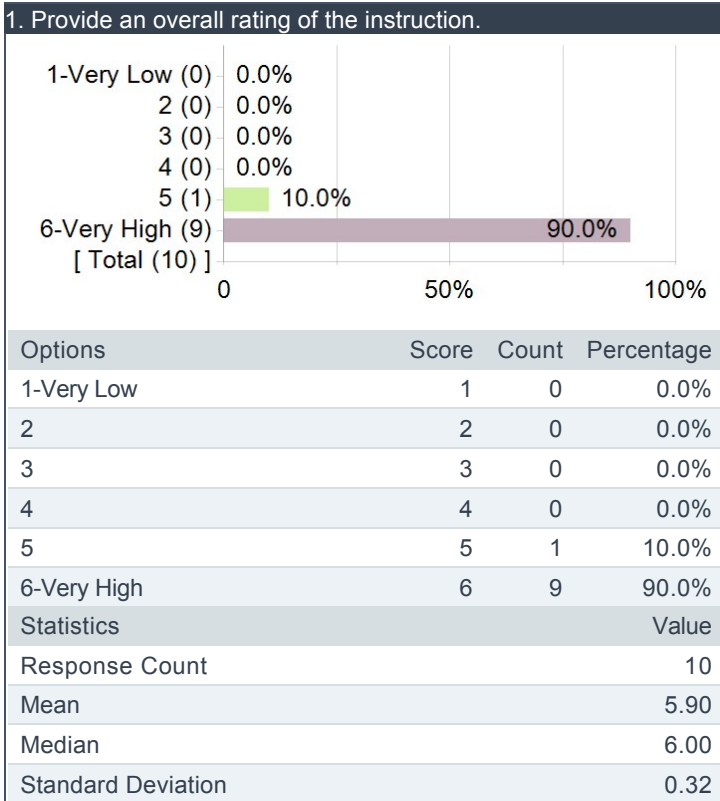 1. Provide an overall rating of the instruction.
1-Very Low (0) 0.0%
2 (0) 0.0%
3 (0) 0.0%
4 (0) 0.0%
5 (1) 10.0%
6-Very High (9) 90.0%
[ Total (10) ]
0 50% 100%
Options Score Count Percentage
1-Very Low 1 0 0.0%
2 2 0 0.0%
3 3 0 0.0%
4 4 0 0.0%
5 5 1 10.0%
6-Very High 6 9 90.0%
Statistics Value
Response Count 10
Mean 5.90
Median 6.00
Standard Deviation 0.32